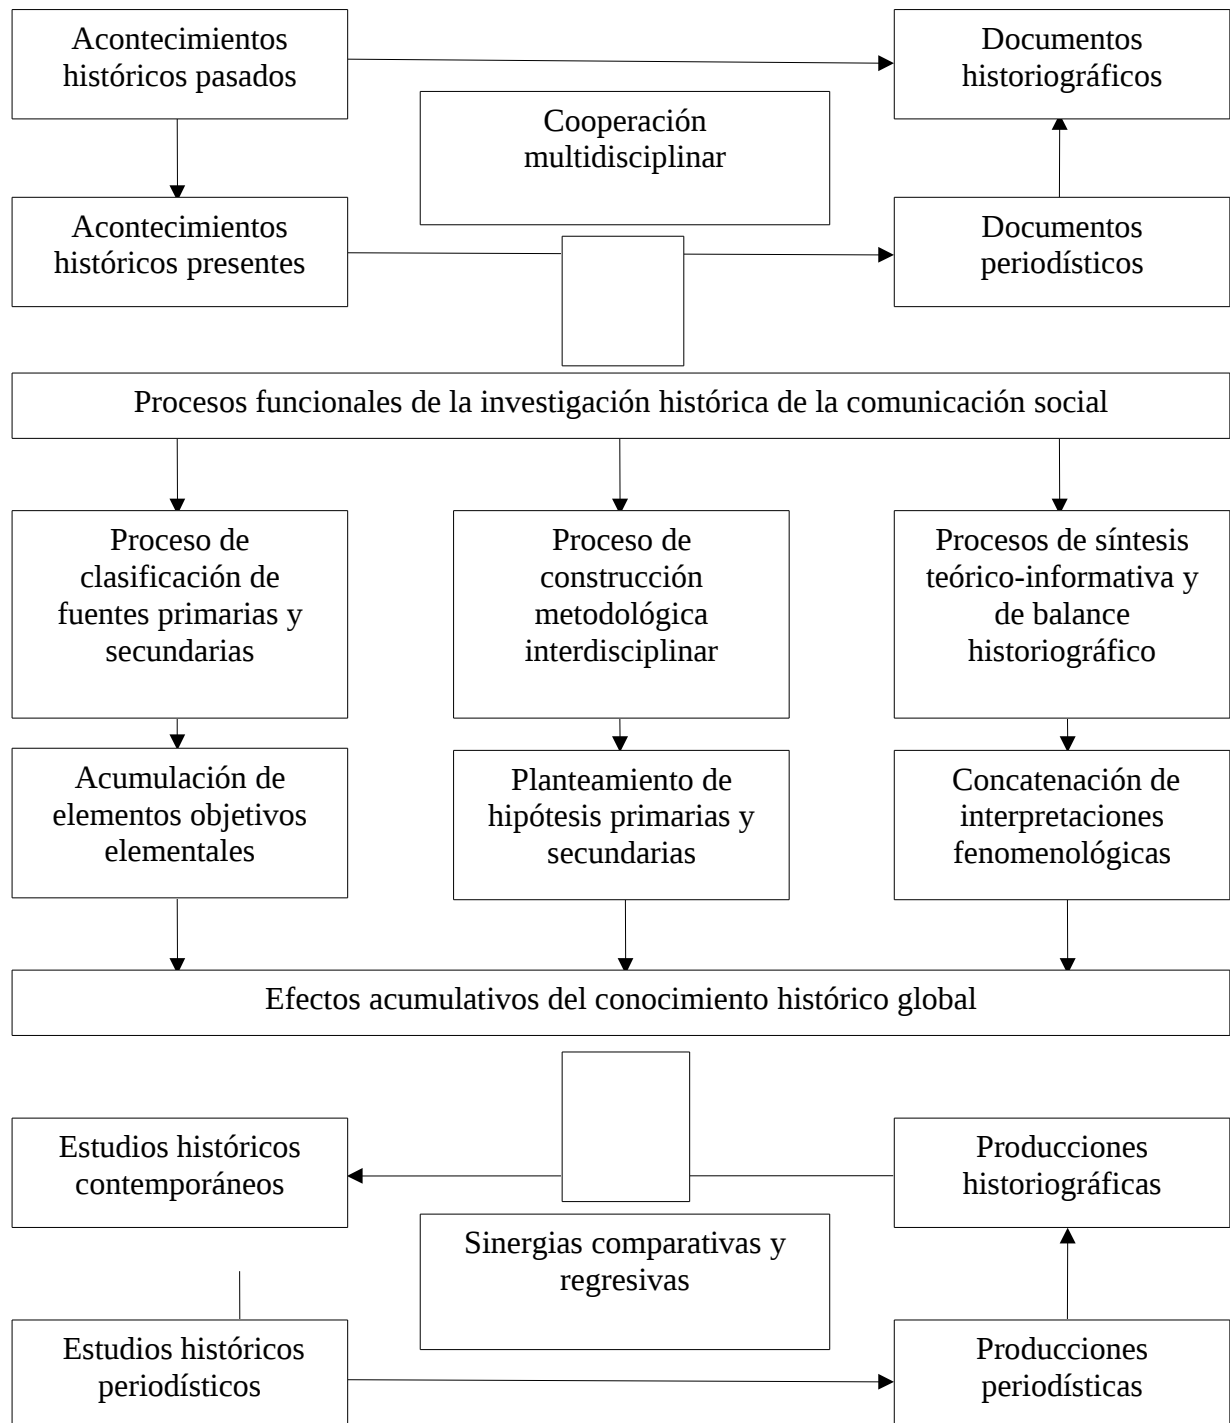 Acontecimientos
históricos pasados
Documentos
historiográficos
Cooperación
multidisciplinar
Acontecimientos
históricos presentes
Documentos
periodísticos
Procesos funcionales de la investigación histórica de la comunicación social
Proceso de
clasificación de
fuentes primarias y
secundarias
Proceso de
construcción
metodológica
interdisciplinar
Procesos de síntesis
teórico-informativa y
de balance
historiográfico
Acumulación de
elementos objetivos
elementales
Planteamiento de
hipótesis primarias y
secundarias
Concatenación de
interpretaciones
fenomenológicas
Efectos acumulativos del conocimiento histórico global
Estudios históricos
contemporáneos
Producciones
historiográficas
Sinergias comparativas y
regresivas
Estudios históricos
periodísticos
Producciones
periodísticas